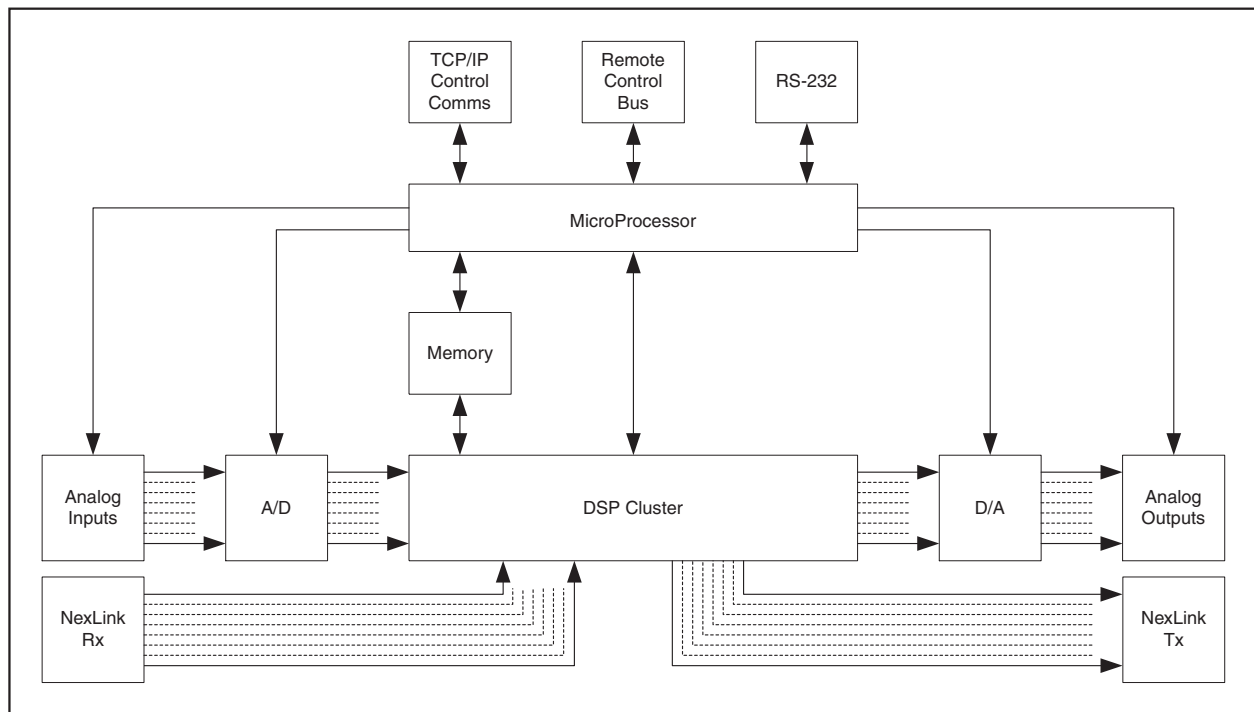 TCP/IP
Control
Comms
Remote
Control
Bus
RS-232
MicroProcessor
Memory
Analog
Inputs
A/D
DSP Cluster
D/A
Analog
Outputs
NexLink
Rx
NexLink
Tx